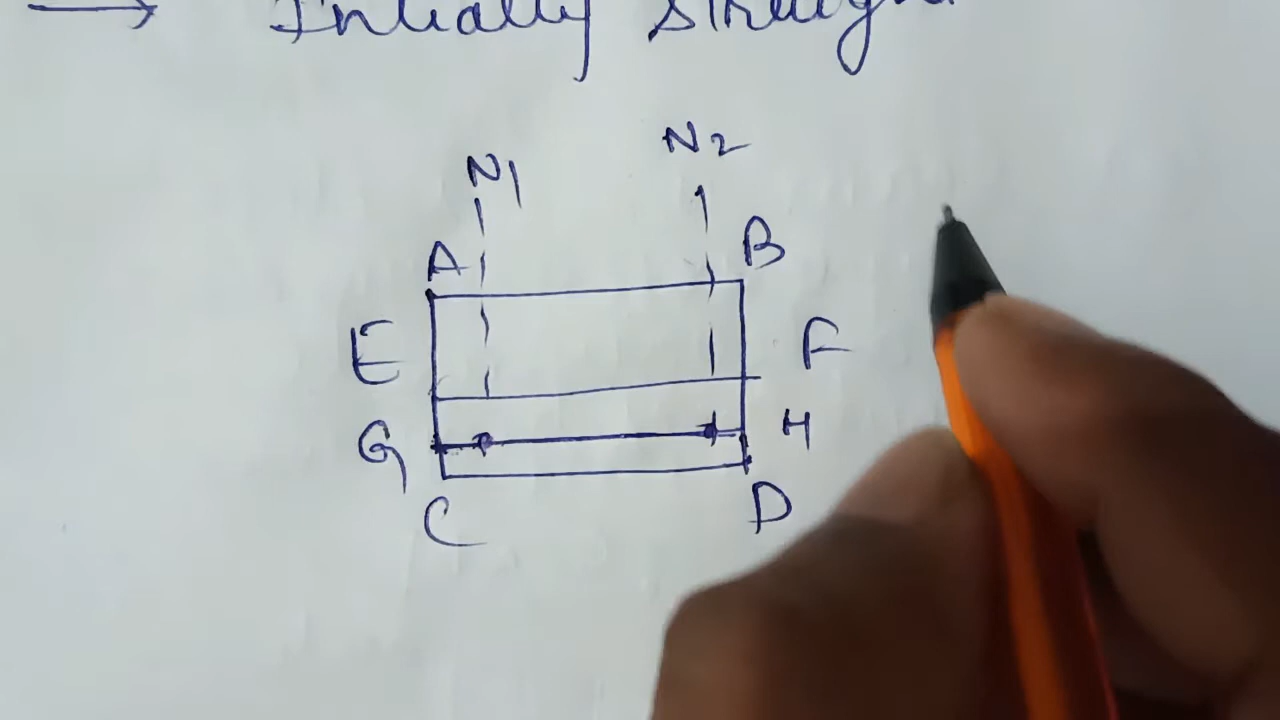 → Initially Straight
N1 N2
A B
E F
G H
C D